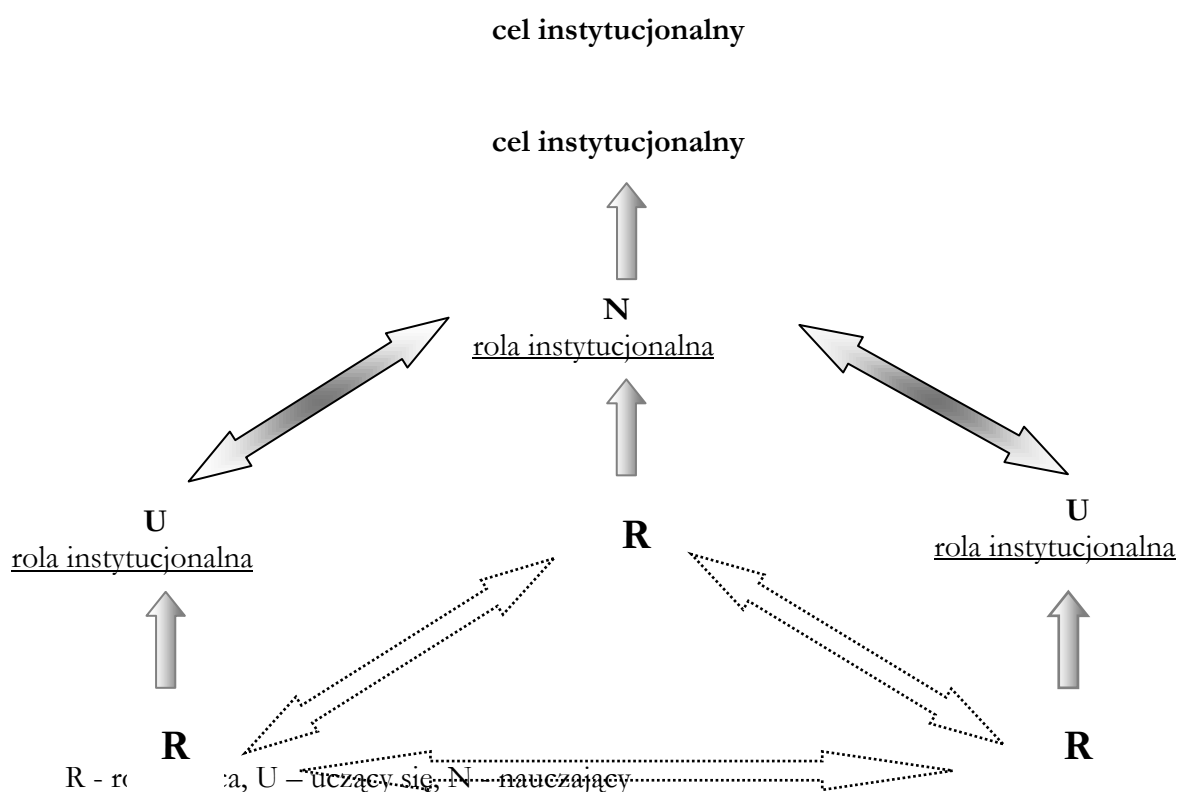 cel instytucjonalny
cel instytucjonalny
N
rola instytucjonalna
U
rola instytucjonalna
R
U
rola instytucjonalna
R
R
R - U – uczący się, N - nauczający